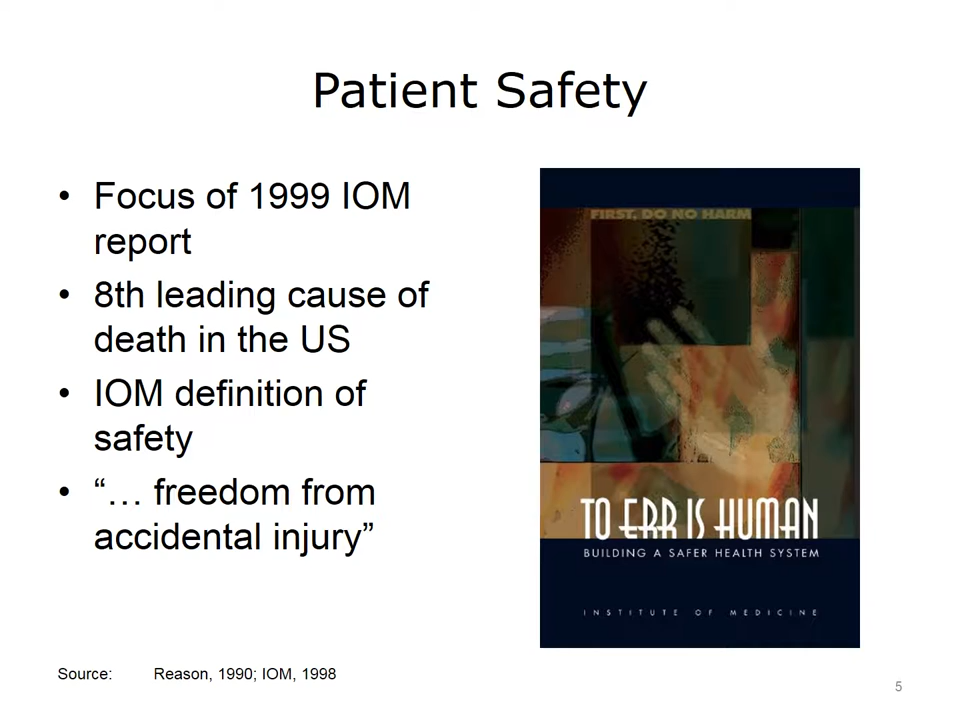 Patient Safety
• Focus of 1999 IOM
report
• 8th leading cause of
death in the US
• IOM definition of
safety
• “… freedom from
accidental injury”
FIRST, DO NO HARM
TO ERR IS HUMAN
BUILDING A SAFER HEALTH SYSTEM
INSTITUTE OF MEDICINE
Source: Reason, 1990; IOM, 1998
5